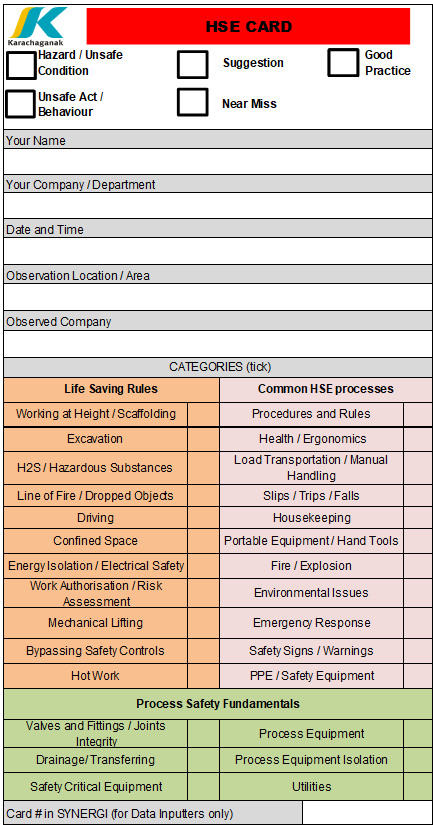 Karachaganak
HSE CARD
Hazard / Unsafe
Condition
Suggestion
Good
Practice
Unsafe Act /
Behaviour
Near Miss
Your Name
Your Company / Department
Date and Time
Observation Location / Area
Observed Company
CATEGORIES (tick)
Life Saving Rules
Common HSE processes
Working at Height / Scaffolding
Procedures and Rules
Excavation
Health / Ergonomics
H2S / Hazardous Substances
Load Transportation / Manual
Handling
Line of Fire / Dropped Objects
Slips / Trips / Falls
Driving
Housekeeping
Confined Space
Portable Equipment / Hand Tools
Energy Isolation / Electrical Safety
Fire / Explosion
Work Authorisation / Risk
Assessment
Environmental Issues
Mechanical Lifting
Emergency Response
Bypassing Safety Controls
Safety Signs / Warnings
Hot Work
PPE / Safety Equipment
Process Safety Fundamentals
Valves and Fittings / Joints
Integrity
Process Equipment
Drainage/ Transferring
Process Equipment Isolation
Safety Critical Equipment
Utilities
Card # in SYNERGI (for Data Inputters only)